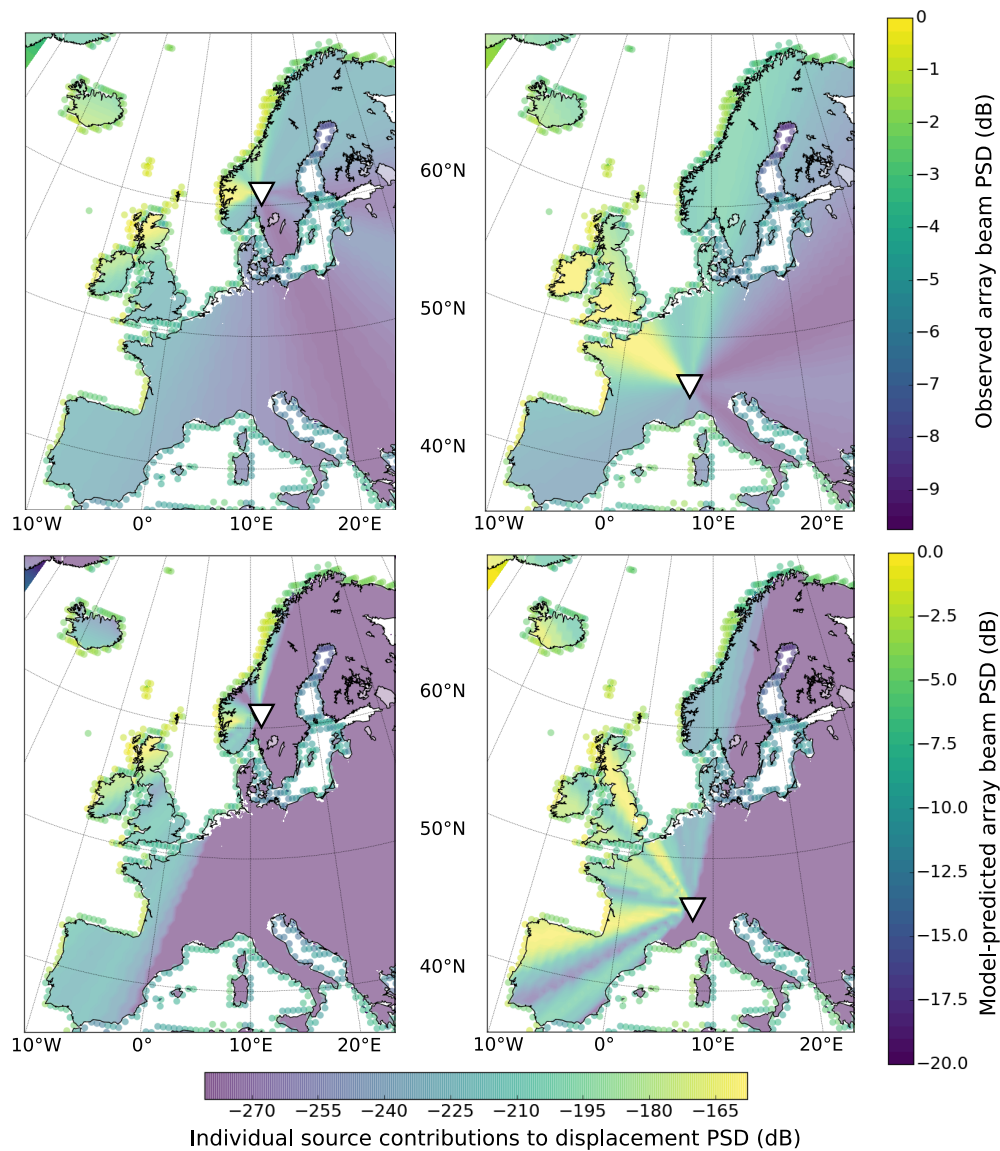 0
−1
−2
−3
−4
−5
−6
−7
−8
−9
Observed array beam PSD (dB)
60°N
50°N
40°N
10°W 0° 10°E 20°E
10°W 0° 10°E 20°E
0.0
−2.5
−5.0
−7.5
−10.0
−12.5
−15.0
−17.5
−20.0
Model-predicted array beam PSD (dB)
60°N
50°N
40°N
10°W 0° 10°E 20°E
10°W 0° 10°E 20°E
−270 −255 −240 −225 −210 −195 −180 −165
Individual source contributions to displacement PSD (dB)